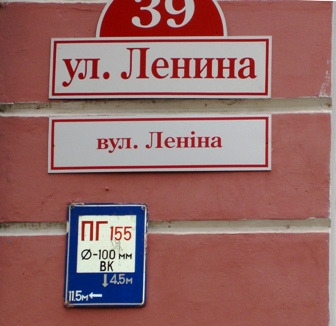 39
ул. Ленина
вул. Леніна
ПГ 155
Ø-100 мм
ВК
↓4.5м
11.5м←